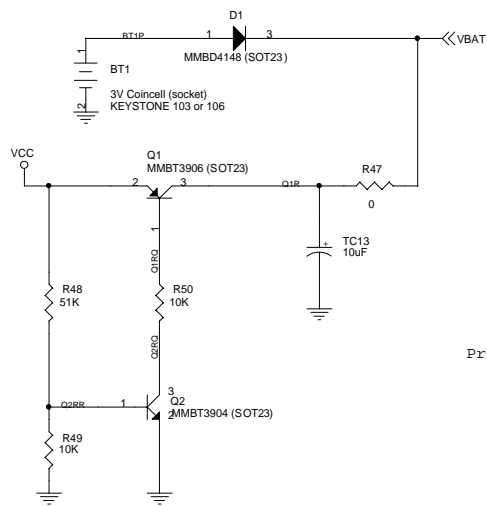 D1
BT1P
1
3
MMBD4148 (SOT23 )
VBAT
1
BT1
2
3V Coincell (socket)
KEYSTONE 103 or 106
VCC
Q1
MMBT3906 (SOT23)
2
3
Q1R
R47
0
1
Q1RQ
TC13
10uF
+
R48
51K
R50
10K
Q2RQ
Pr
Q2RR
1
3
Q2
MMBT3904 (SOT23)
2
R49
10K